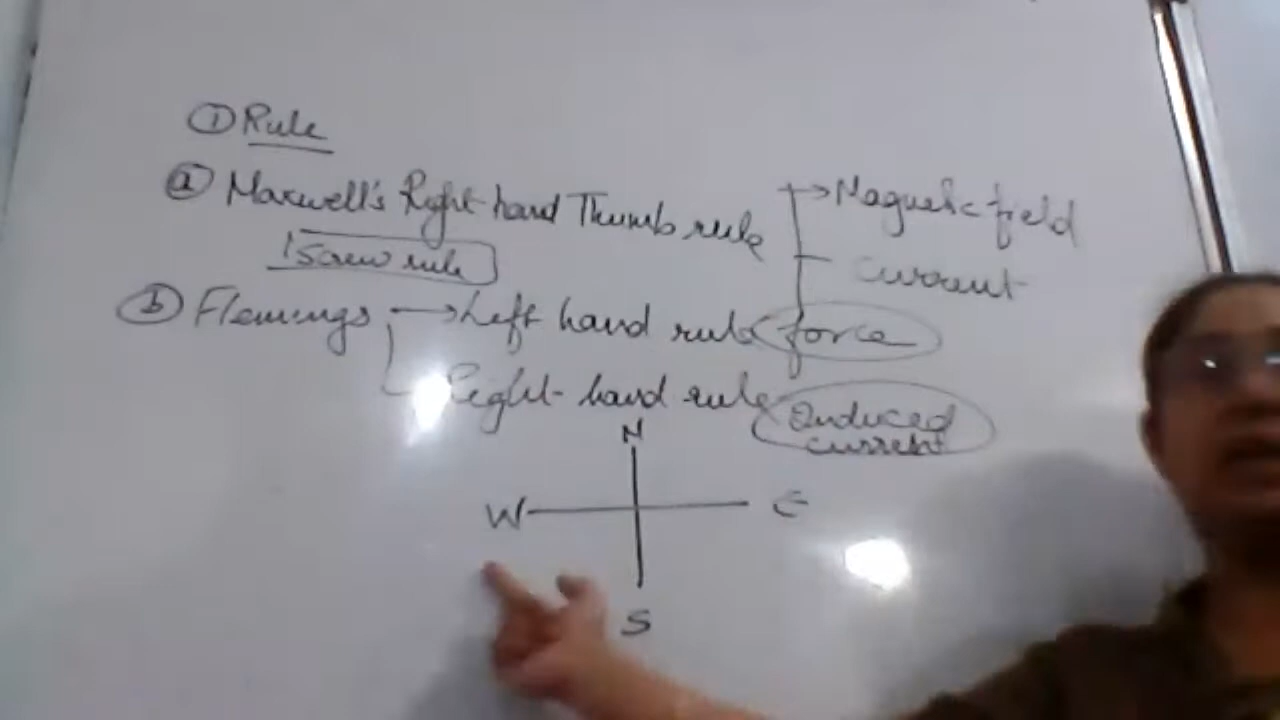 ① Rule
ⓐ Maxwell's Right hand Thumb rule → Magnetic field
/Screw rule
current
ⓑ Flemings → Left hand rule force
Right-hand rule Induced current
N
W E
S